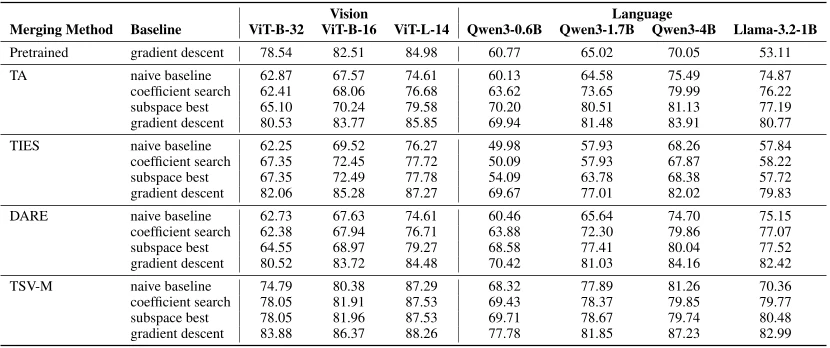 Vision Language
Merging Method Baseline ViT-B-32 ViT-B-16 ViT-L-14 Qwen3-0.6B Qwen3-1.7B Qwen3-4B Llama-3.2-1B
Pretrained gradient descent 78.54 82.51 84.98 60.77 65.02 70.05 53.11
TA naive baseline 62.87 67.57 74.61 60.13 64.58 75.49 74.87
coefficient search 62.41 68.06 76.68 63.62 73.65 79.99 76.22
subspace best 65.10 70.24 79.58 70.20 80.51 81.13 77.19
gradient descent 80.53 83.77 85.85 69.94 81.48 83.91 80.77
TIES naive baseline 62.25 69.52 76.27 49.98 57.93 68.26 57.84
coefficient search 67.35 72.45 77.72 50.09 57.93 67.87 58.22
subspace best 67.35 72.49 77.78 54.09 63.78 68.38 57.72
gradient descent 82.06 85.28 87.27 69.67 77.01 82.02 79.83
DARE naive baseline 62.73 67.63 74.61 60.46 65.64 74.70 75.15
coefficient search 62.38 67.94 76.71 63.88 72.30 79.86 77.07
subspace best 64.55 68.97 79.27 68.58 77.41 80.04 77.52
gradient descent 80.52 83.72 84.48 70.42 81.03 84.16 82.42
TSV-M naive baseline 74.79 80.38 87.29 68.32 77.89 81.26 70.36
coefficient search 78.05 81.91 87.53 69.43 78.37 79.85 79.77
subspace best 78.05 81.96 87.53 69.71 78.67 79.74 80.48
gradient descent 83.88 86.37 88.26 77.78 81.85 87.23 82.99